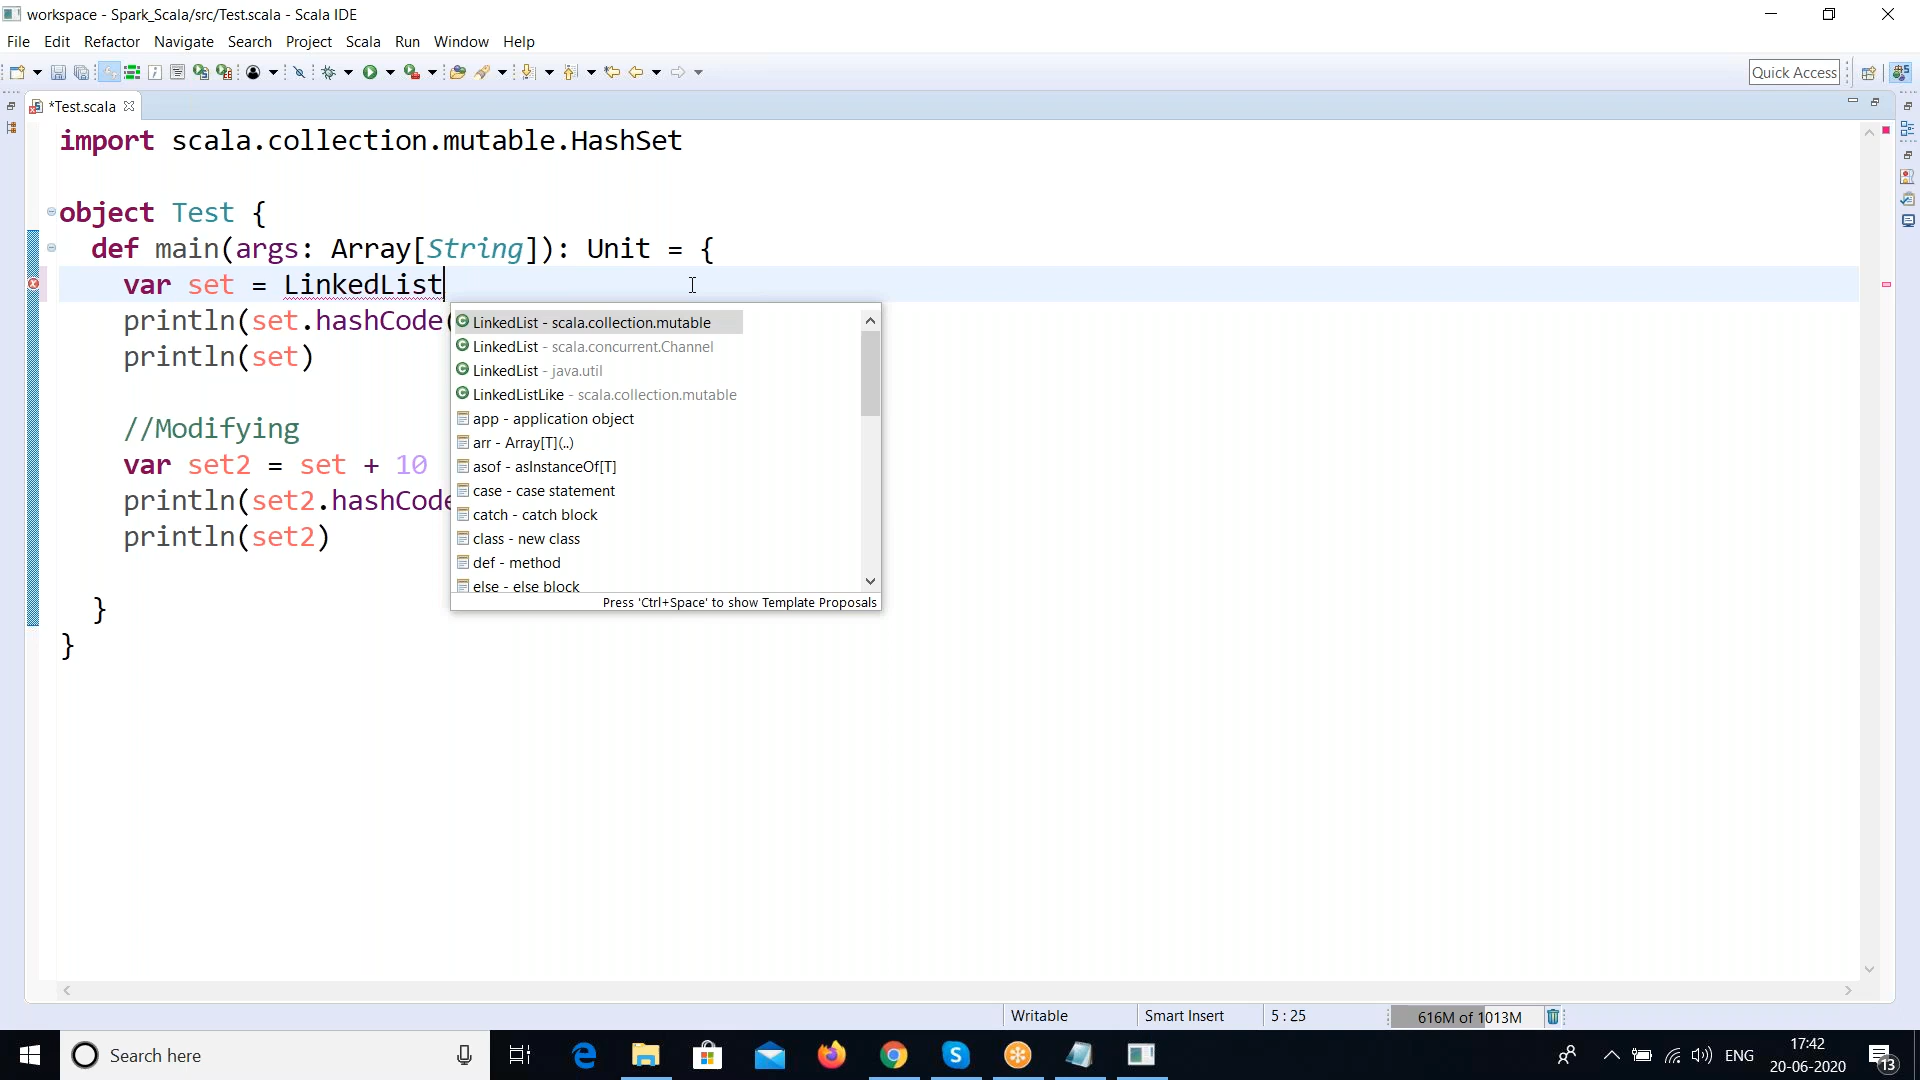 workspace - Spark_Scala/src/Test.scala - Scala IDE
File Edit Refactor Navigate Search Project Scala Run Window Help
Quick Access
*Test.scala
import scala.collection.mutable.HashSet
object Test {
def main(args: Array[String]): Unit = {
var set = LinkedList
println(set.hashCode(
println(set)
//Modifying
var set2 = set + 10
println(set2.hashCode
println(set2)
}
}
LinkedList - scala.collection.mutable
LinkedList - scala.concurrent.Channel
LinkedList - java.util
LinkedListLike - scala.collection.mutable
app - application object
arr - Array[T](..)
asof - asInstanceOf[T]
case - case statement
catch - catch block
class - new class
def - method
else - else block
Press 'Ctrl+Space' to show Template Proposals
Writable Smart Insert 5 : 25 616M of 1013M
Search here
ENG
17:42
20-06-2020
13